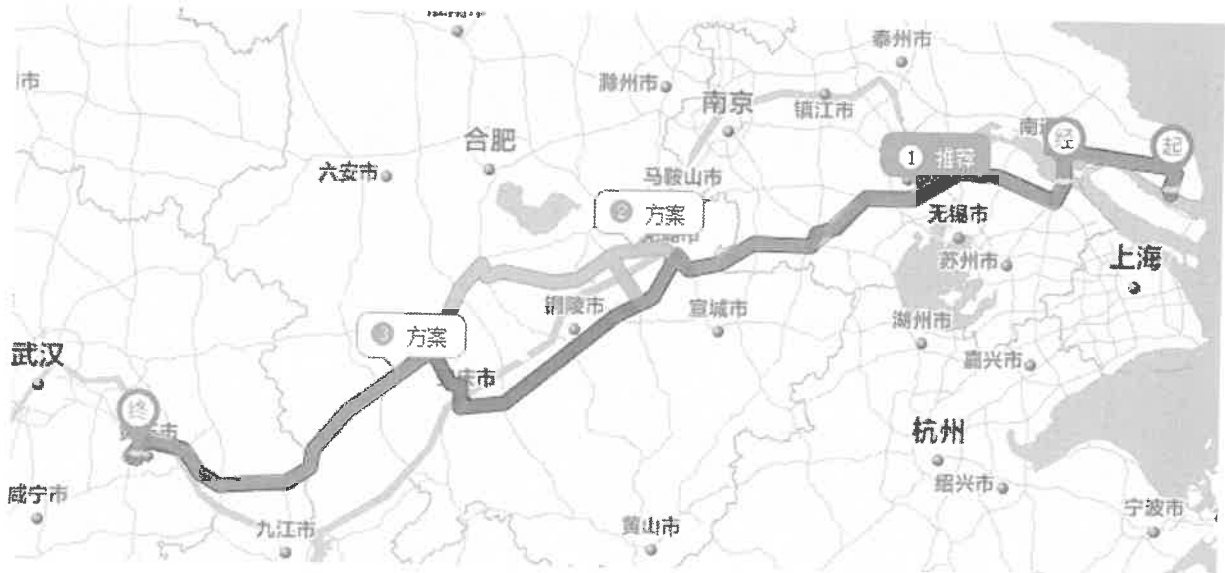 泰州市
滁州市
南京
镇江市
合肥
南通
经
起
六安市
马鞍山市
1 推荐
2 方案
无锡市
苏州市
上海
铜陵市
宣城市
湖州市
3 方案
武汉
嘉兴市
终
杭州
绍兴市
咸宁市
九江市
黄山市
宁波市